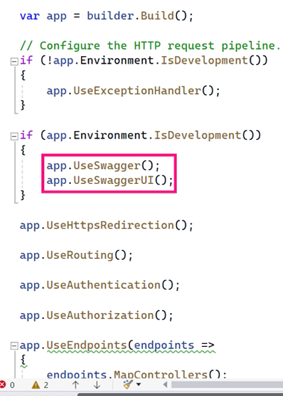 var app = builder.Build();
// Configure the HTTP request pipeline.
if (!app.Environment.IsDevelopment())
{
app.UseExceptionHandler();
}
if (app.Environment.IsDevelopment())
{
app.UseSwagger();
app.UseSwaggerUI();
}
app.UseHttpsRedirection();
app.UseRouting();
app.UseAuthentication();
app.UseAuthorization();
app.UseEndpoints(endpoints =>
{
endpoints.MapControllers();
0 2